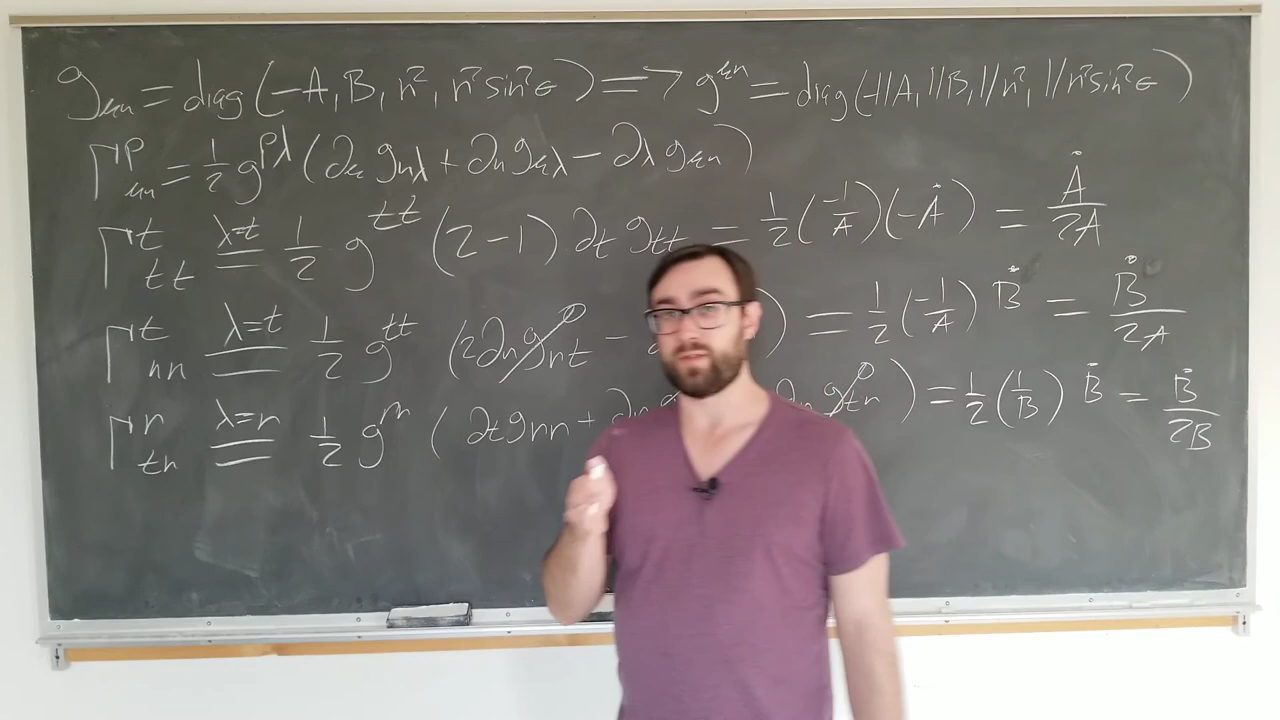 g_{μν} = diag(-A, B, r², r² sin²θ) ⟹ g^{μν} = diag(-1/A, 1/B, 1/r², 1/r² sin²θ)
Γ^ρ_{μν} = 1/2 g^{ρλ} (∂_μ g_{νλ} + ∂_ν g_{μλ} - ∂_λ g_{μν})
Γ^t_{tt} λ=t = 1/2 g^{tt} (2-1) ∂_t g_{tt} = 1/2 (-1/A)(-Ȧ) = Ȧ/2A
Γ^t_{rr} λ=t = 1/2 g^{tt} (2∂_r g_{rt} - ) = 1/2 (-1/A) Ḃ = Ḃ/2A
Γ^r_{tr} λ=r = 1/2 g^{rr} (∂_t g_{rr} + ∂_r g_{tr}) = 1/2 (1/B) Ḃ = Ḃ/2B